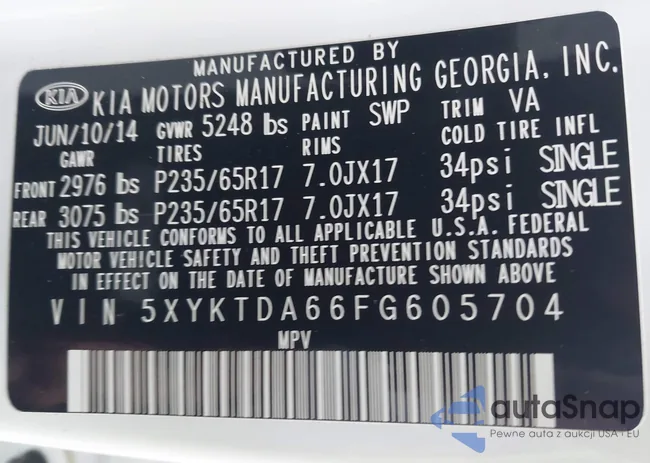 MANUFACTURED BY
KIA KIA MOTORS MANUFACTURING GEORGIA, INC.
JUN/10/14 GVWR 5248 lbs PAINT SWP TRIM VA
GAWR TIRES RIMS COLD TIRE INFL
FRONT 2976 lbs P235/65R17 7.0JX17 34psi SINGLE
REAR 3075 lbs P235/65R17 7.0JX17 34psi SINGLE
THIS VEHICLE CONFORMS TO ALL APPLICABLE U.S.A. FEDERAL
MOTOR VEHICLE SAFETY AND THEFT PREVENTION STANDARDS
IN EFFECT ON THE DATE OF MANUFACTURE SHOWN ABOVE
VIN 5XYKTDA66FG605704
MPV
autaSnap
Pewne auta z aukcji USA i EU